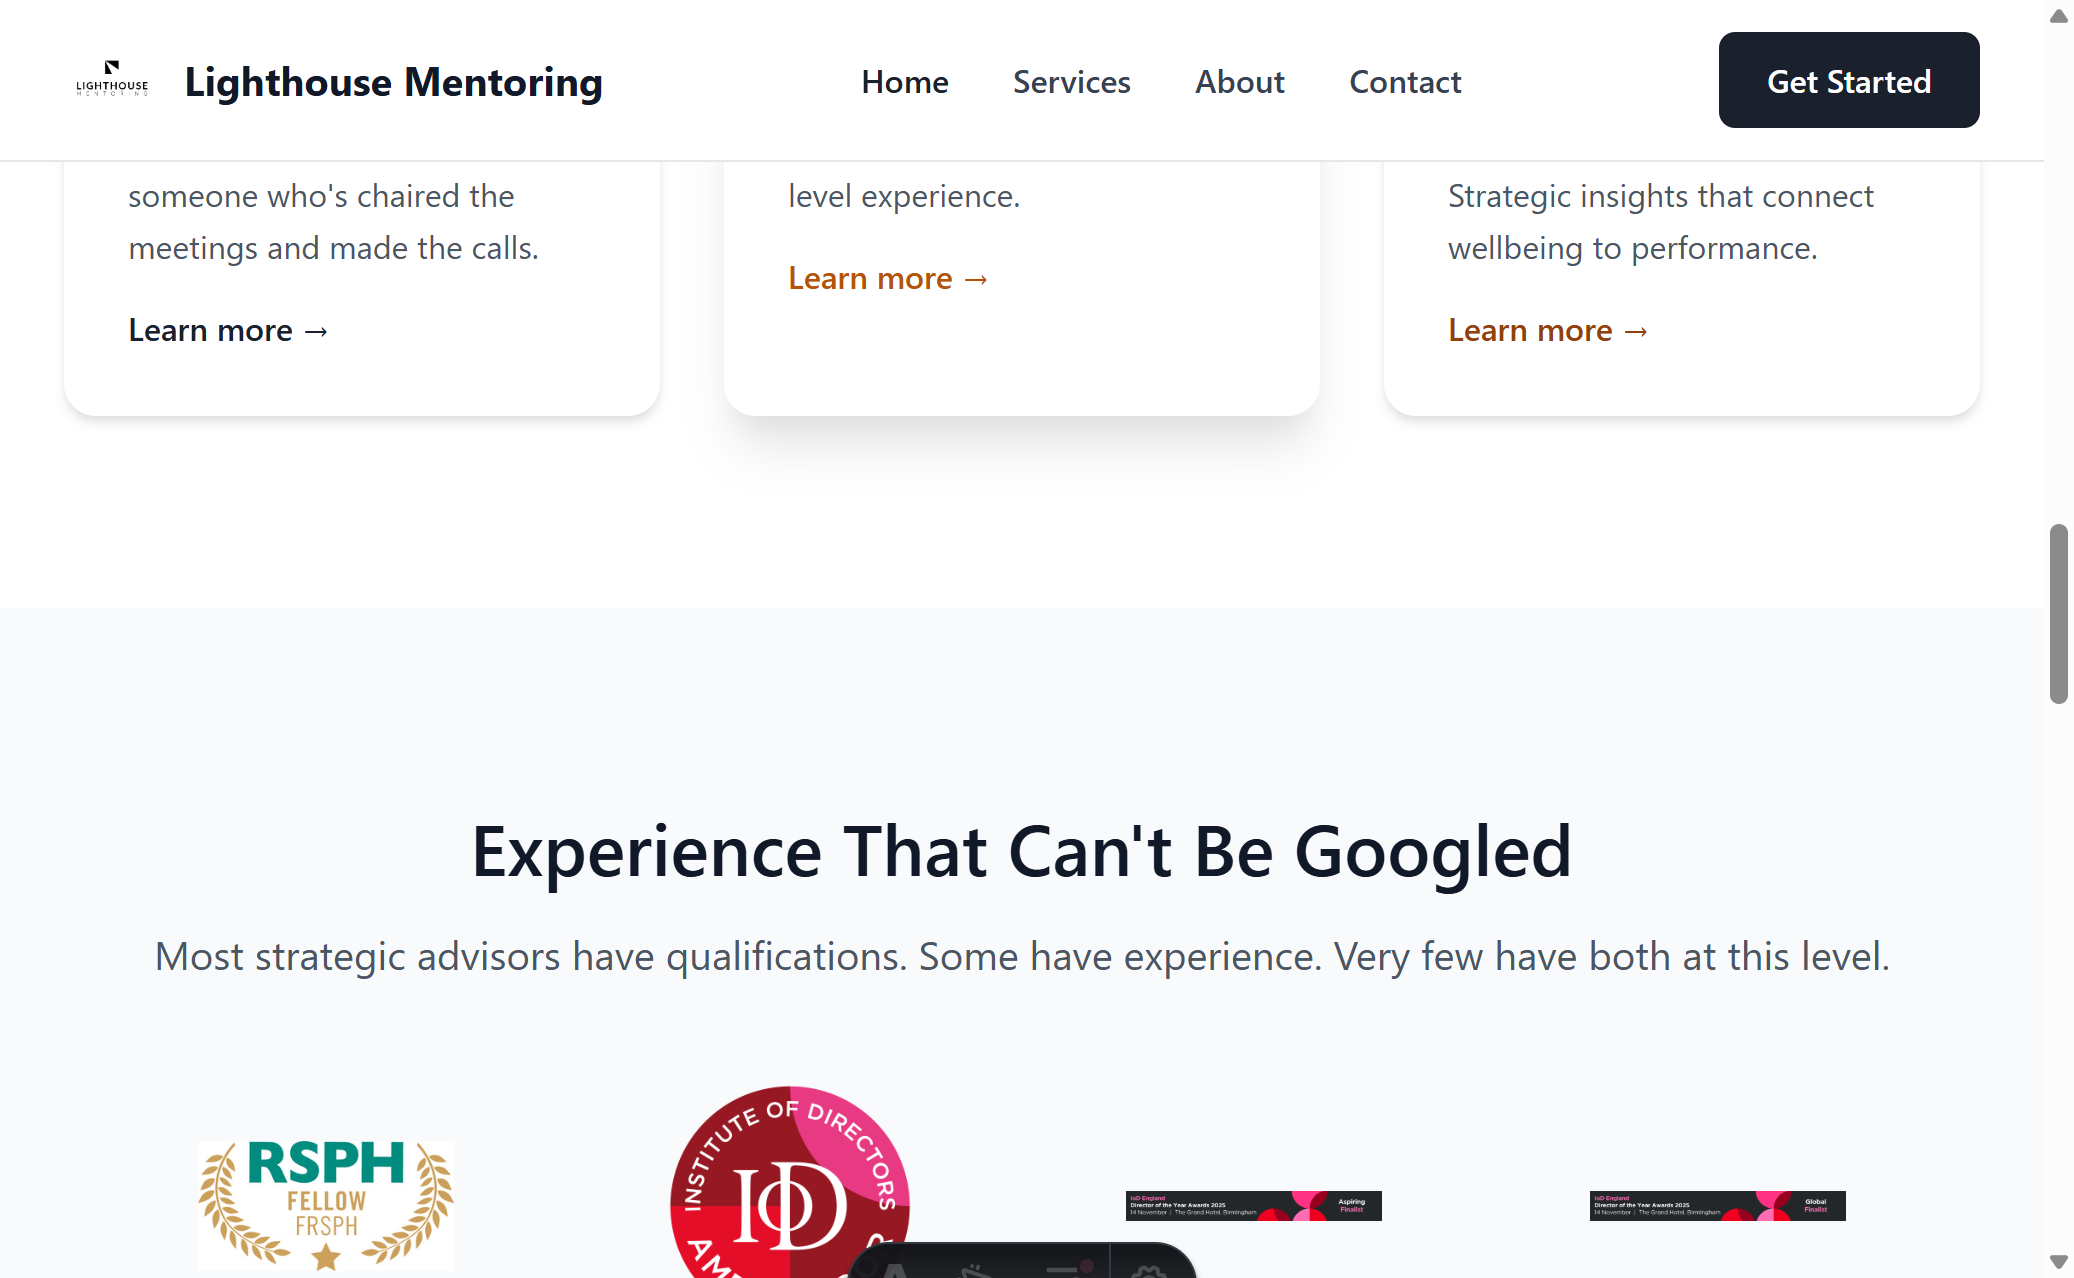 LIGHTHOUSE
MENTORING
Lighthouse Mentoring
Home
Services
About
Contact
Get Started
someone who's chaired the
meetings and made the calls.
Learn more →
level experience.
Learn more →
Strategic insights that connect
wellbeing to performance.
Learn more →
Experience That Can't Be Googled
Most strategic advisors have qualifications. Some have experience. Very few have both at this level.
RSPH
FELLOW
FRSPH
INSTITUTE OF DIRECTORS
IoD
IoD England
Director of the Year Awards 2025
14 November | The Grand Hotel, Birmingham
Aspiring
Finalist
IoD England
Director of the Year Awards 2025
14 November | The Grand Hotel, Birmingham
Global
Finalist